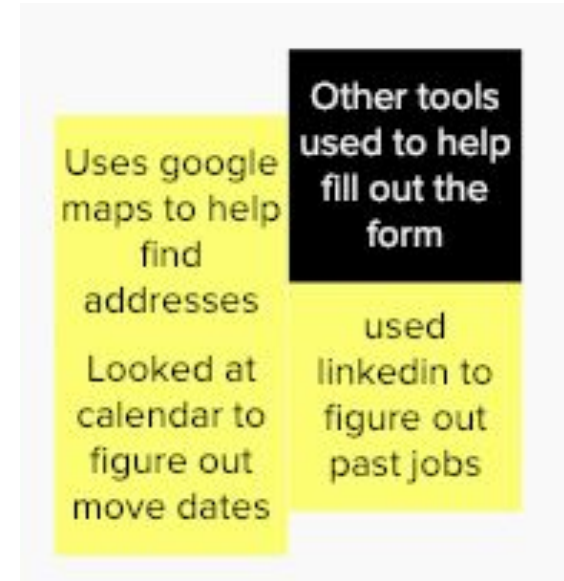 Other tools
used to help
fill out the
form
Uses google
maps to help
find
addresses
Looked at
calendar to
figure out
move dates
used
linkedin to
figure out
past jobs